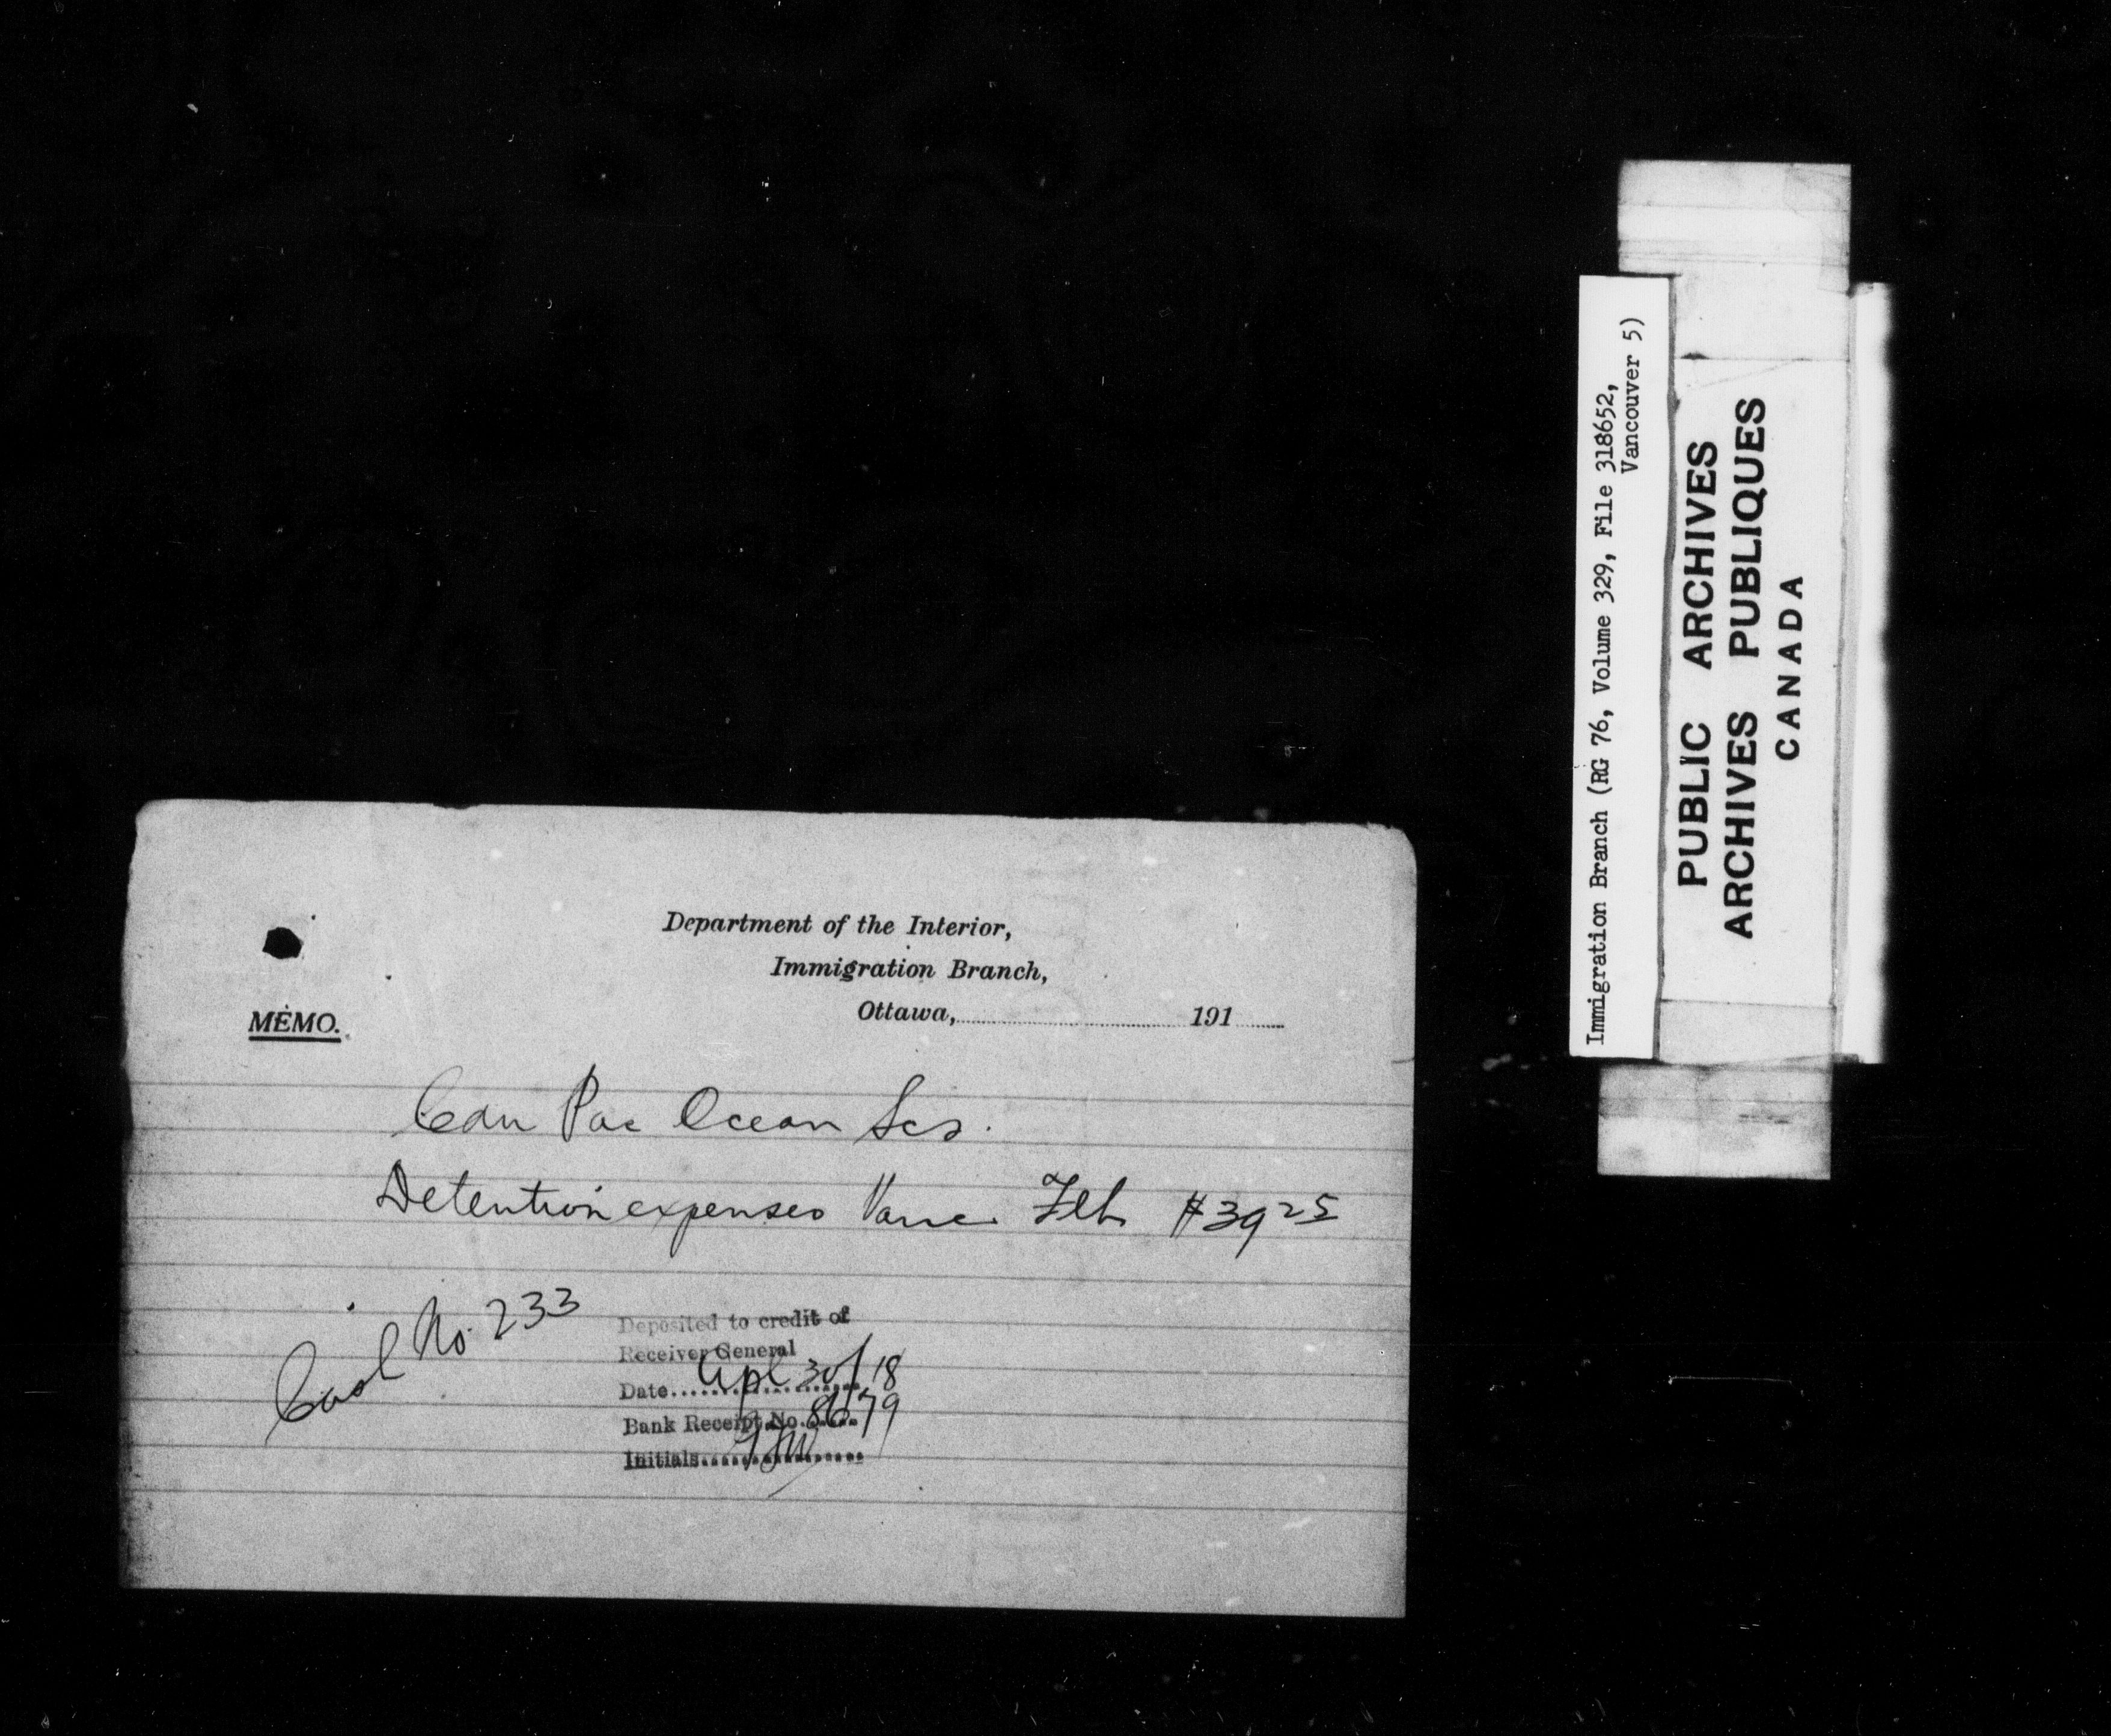 Department of the Interior,
Immigration Branch,
Ottawa, 191
MEMO.
Can Pac Ocean Scs.
Detention expenses Vanc. Feb $39 25
Cash No. 233
Deposited to credit of
Receiver General
Date Apl 30/18
Bank Receipt No. 8679
Initials
Immigration Branch (RG 76, Volume 329, File 318652,
Vancouver 5)
PUBLIC ARCHIVES
ARCHIVES PUBLIQUES
CANADA